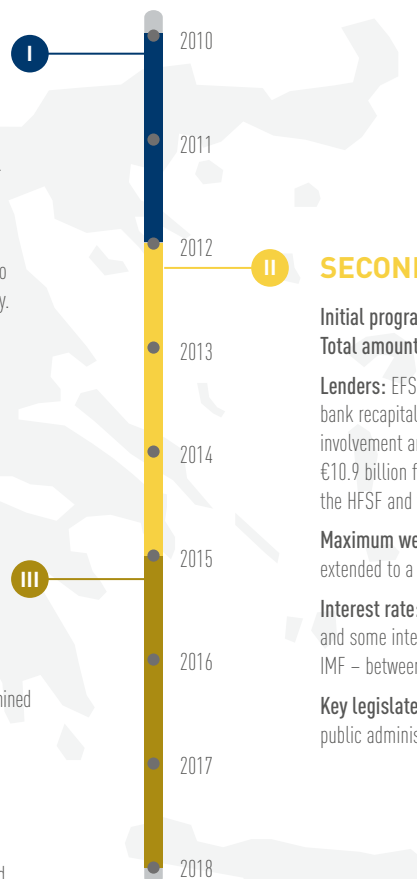 I
2010
2011
2012
II
2013
2014
2015
III
2016
2017
2018
y.
SECON
Initial progra
Total amount
Lenders: EFS
bank recapital
involvement a
€10.9 billion f
the HFSF and
Maximum we
extended to a
Interest rate
and some inte
IMF – between
Key legislate
public adminis
ined